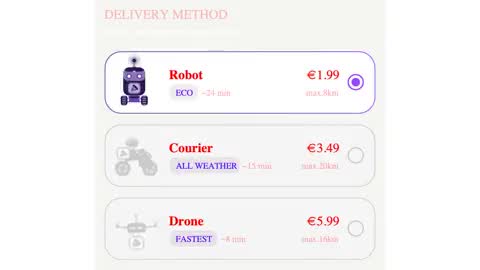 DELIVERY METHOD
Robot €1.99
ECO ~24 min max.8km
Courier €3.49
ALL WEATHER ~15 min max.20km
Drone €5.99
FASTEST ~8 min max.16km